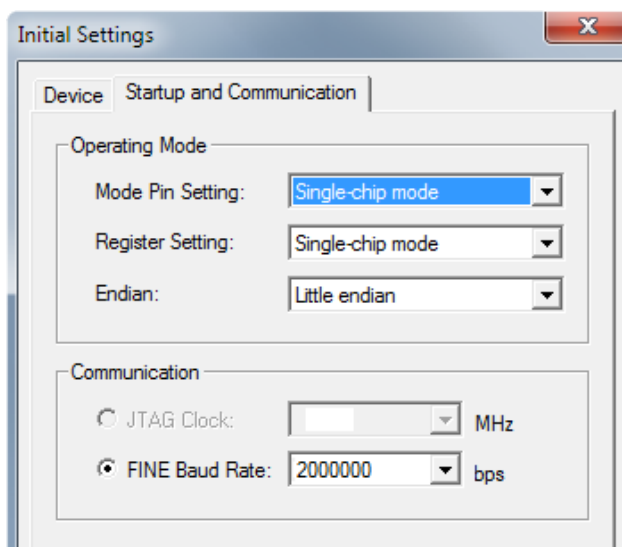 Initial Settings
Device Startup and Communication
Operating Mode
Mode Pin Setting: Single-chip mode
Register Setting: Single-chip mode
Endian: Little endian
Communication
JTAG Clock: MHz
FINE Baud Rate: 2000000 bps